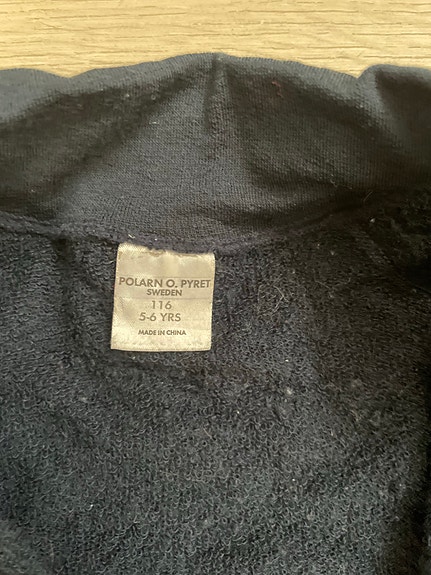 POLARN O. PYRET
SWEDEN
116
5-6 YRS
MADE IN CHINA